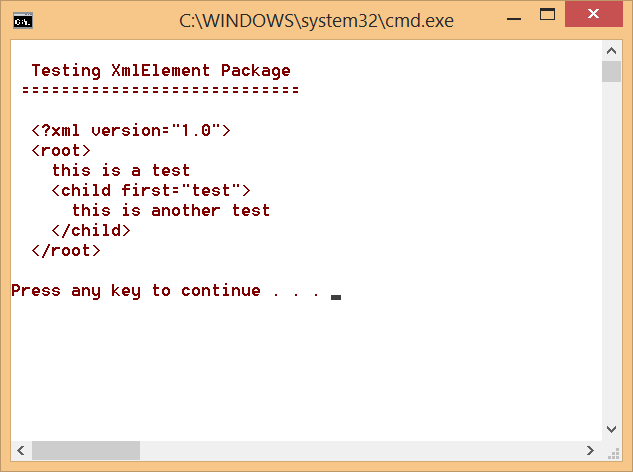 C:\WINDOWS\system32\cmd.exe
Testing XmlElement Package
============================
<?xml version="1.0">
<root>
this is a test
<child first="test">
this is another test
</child>
</root>
Press any key to continue . . .